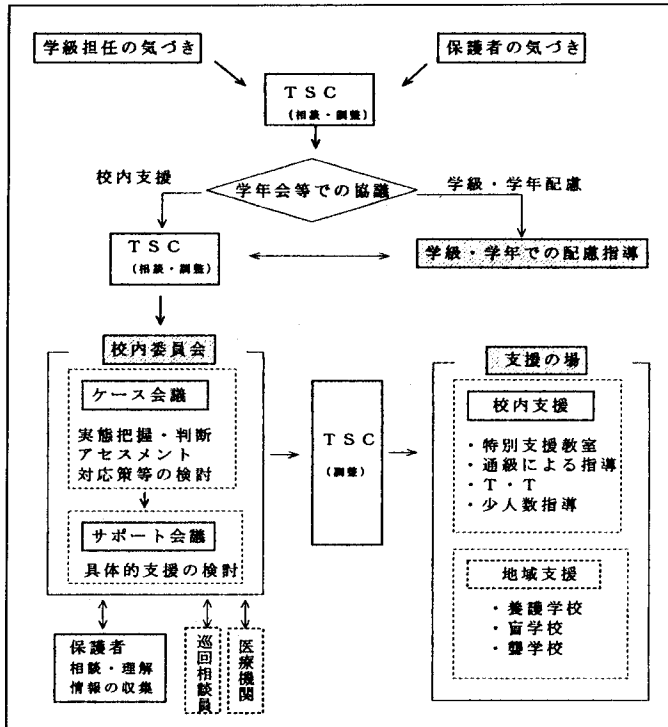 学級担任の気づき
保護者の気づき
TSC
(相談・調整)
校内支援
学年会等での協議
学級・学年配慮
TSC
(相談・調整)
学級・学年での配慮指導
校内委員会
ケース会議
実態把握・判断
アセスメント
対応策等の検討
サポート会議
具体的支援の検討
TSC
(調整)
支援の場
校内支援
・特別支援教室
・通級による指導
・T・T
・少人数指導
地域支援
・養護学校
・盲学校
・聾学校
保護者
相談・理解
情報の収集
巡回相談員
医療機関